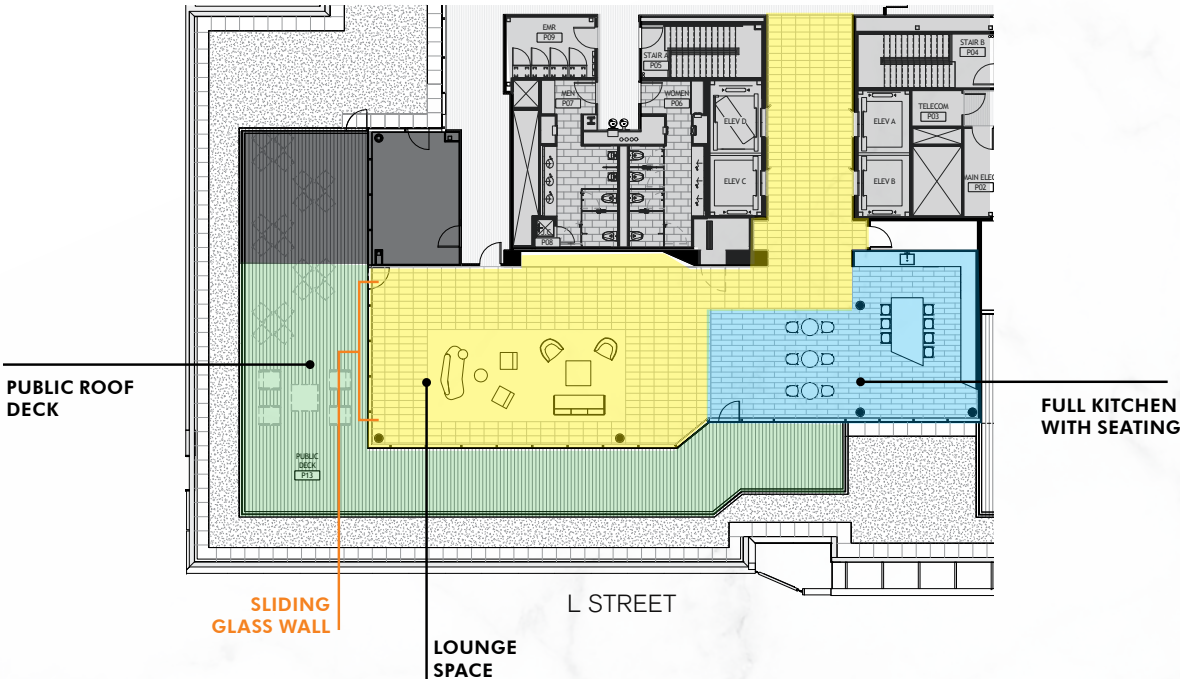 EMR
P09
STAIR A
P05
STAIR B
P04
MEN
P07
WOMEN
P06
TELECOM
P03
ELEV D
ELEV A
ELEV C
ELEV B
MAIN ELEC
P02
P08
PUBLIC ROOF
DECK
FULL KITCHEN
WITH SEATING
PUBLIC
DECK
P13
SLIDING
GLASS WALL
L STREET
LOUNGE
SPACE